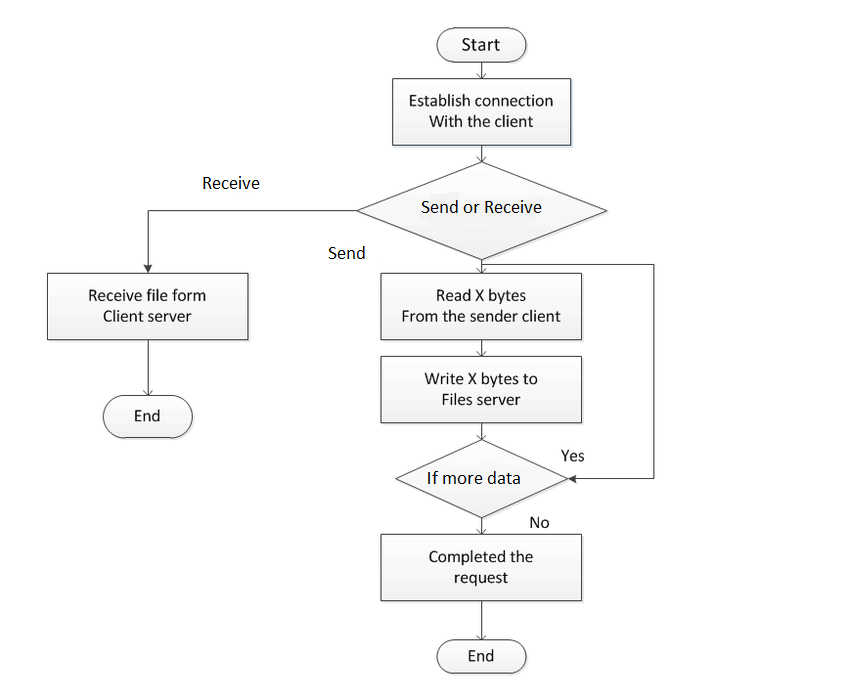 Start
Establish connection
With the client
Receive
Send or Receive
Send
Receive file form
Client server
Read X bytes
From the sender client
Write X bytes to
Files server
End
Yes
If more data
No
Completed the
request
End